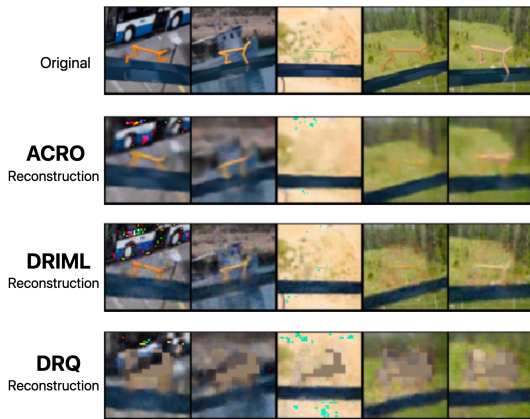 Original
ACRO
Reconstruction
DRIML
Reconstruction
DRQ
Reconstruction